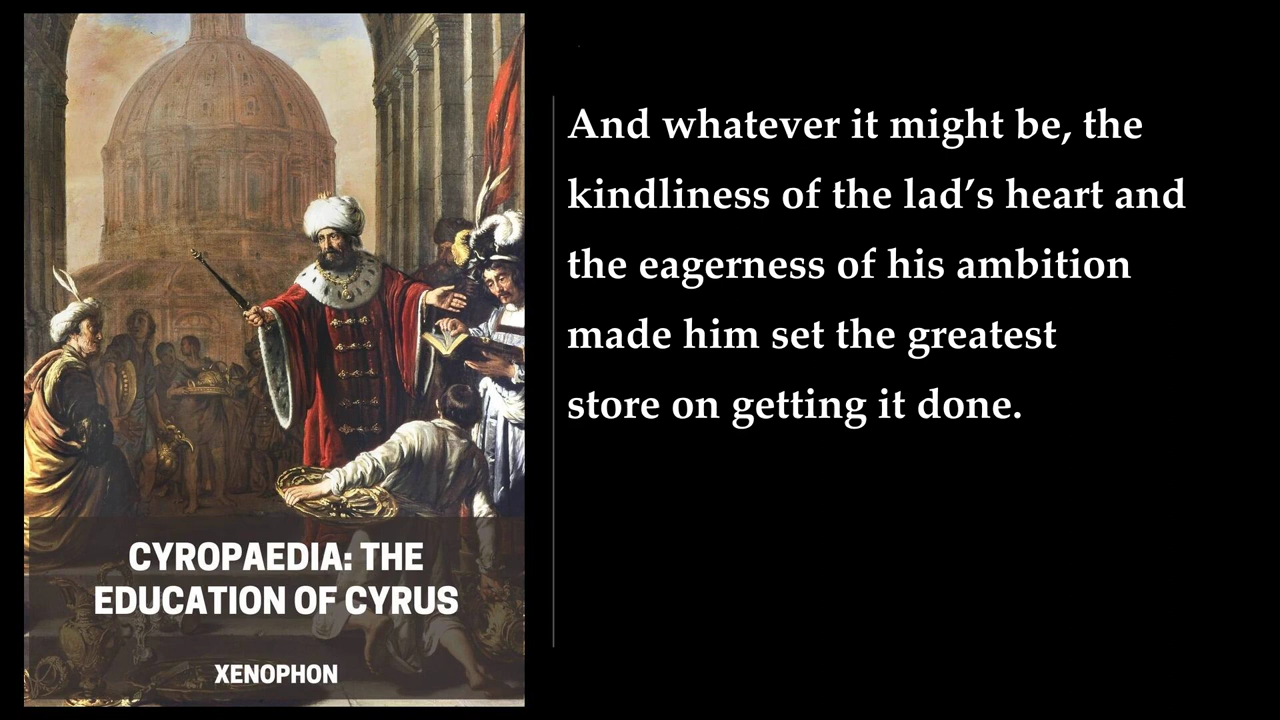 CYROPAEDIA: THE
EDUCATION OF CYRUS
XENOPHON
And whatever it might be, the
kindliness of the lad’s heart and
the eagerness of his ambition
made him set the greatest
store on getting it done.